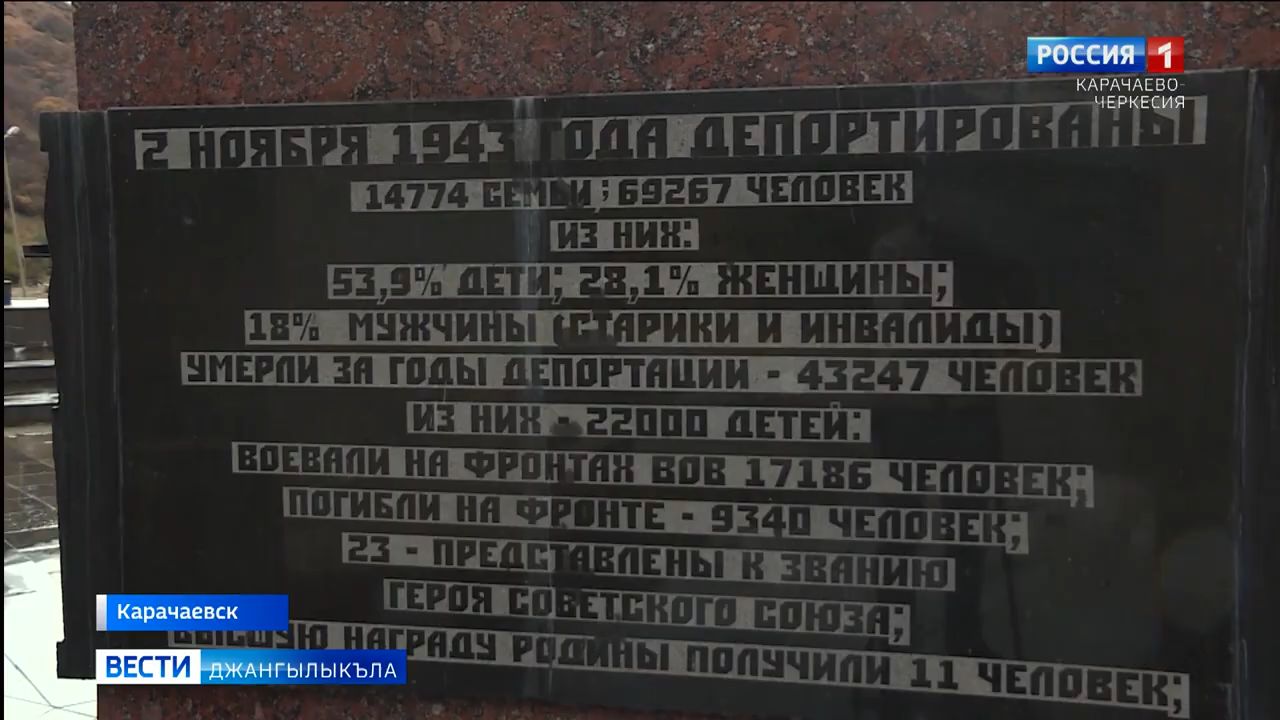 РОССИЯ 1
КАРАЧАЕВО-
ЧЕРКЕСИЯ
2 НОЯБРЯ 1943 ГОДА ДЕПОРТИРОВАНЫ
14774 СЕМЬИ; 69267 ЧЕЛОВЕК
ИЗ НИХ:
53,9% ДЕТИ; 28,1% ЖЕНЩИНЫ;
18% МУЖЧИНЫ (СТАРИКИ И ИНВАЛИДЫ)
УМЕРЛИ ЗА ГОДЫ ДЕПОРТАЦИИ - 43247 ЧЕЛОВЕК
ИЗ НИХ - 22000 ДЕТЕЙ:
ВОЕВАЛИ НА ФРОНТАХ ВОВ 17186 ЧЕЛОВЕК;
ПОГИБЛИ НА ФРОНТЕ - 9340 ЧЕЛОВЕК;
23 - ПРЕДСТАВЛЕНЫ К ЗВАНИЮ
ГЕРОЯ СОВЕТСКОГО СОЮЗА;
ВЫСШУЮ НАГРАДУ РОДИНЫ ПОЛУЧИЛИ 11 ЧЕЛОВЕК;
Карачаевск
ВЕСТИ ДЖАНГЫЛЫКЪЛА